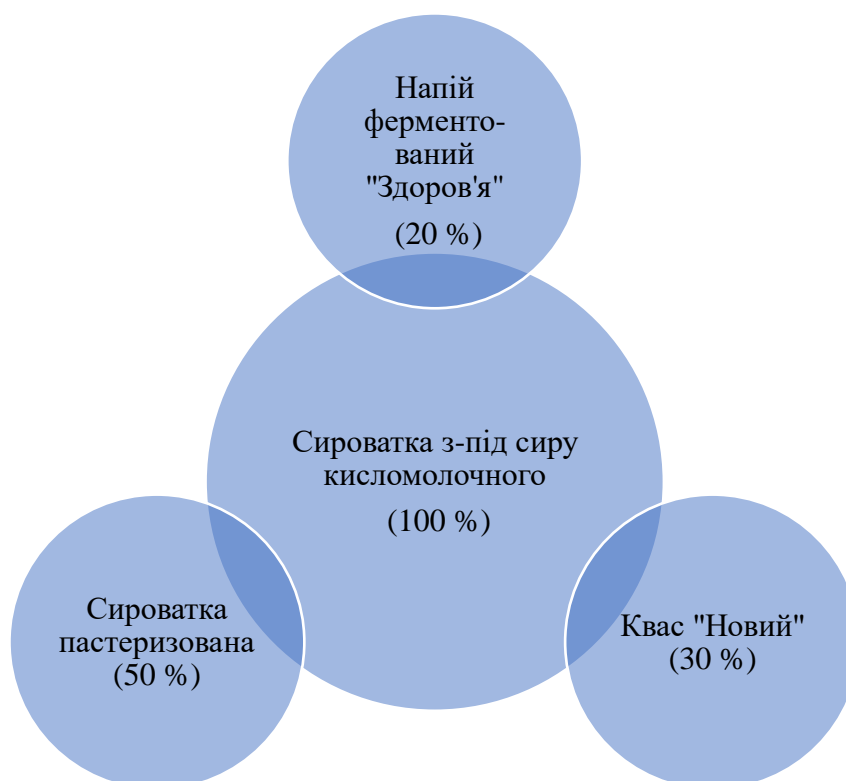 Напій
ферменто-
ваний
"Здоров'я"
(20 %)
Сироватка з-під сиру
кисломолочного
(100 %)
Сироватка
пастеризована
(50 %)
Квас "Новий"
(30 %)